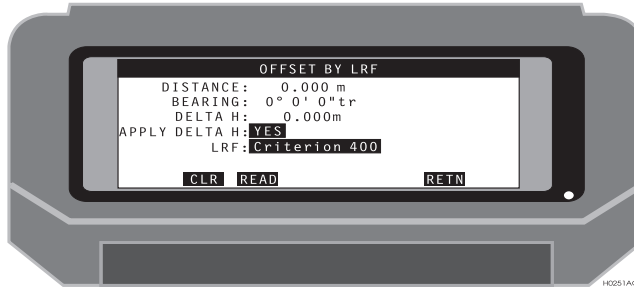 OFFSET BY LRF
DISTANCE: 0.000 m
BEARING: 0° 0' 0"tr
DELTA H: 0.000m
APPLY DELTA H: YES
LRF: Criterion 400
CLR READ RETN
H0251A